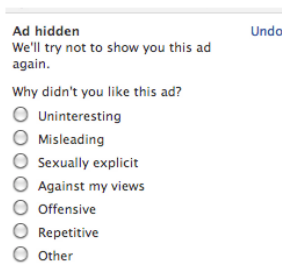 Ad hidden Undo
We'll try not to show you this ad
again.
Why didn't you like this ad?
Uninteresting
Misleading
Sexually explicit
Against my views
Offensive
Repetitive
Other